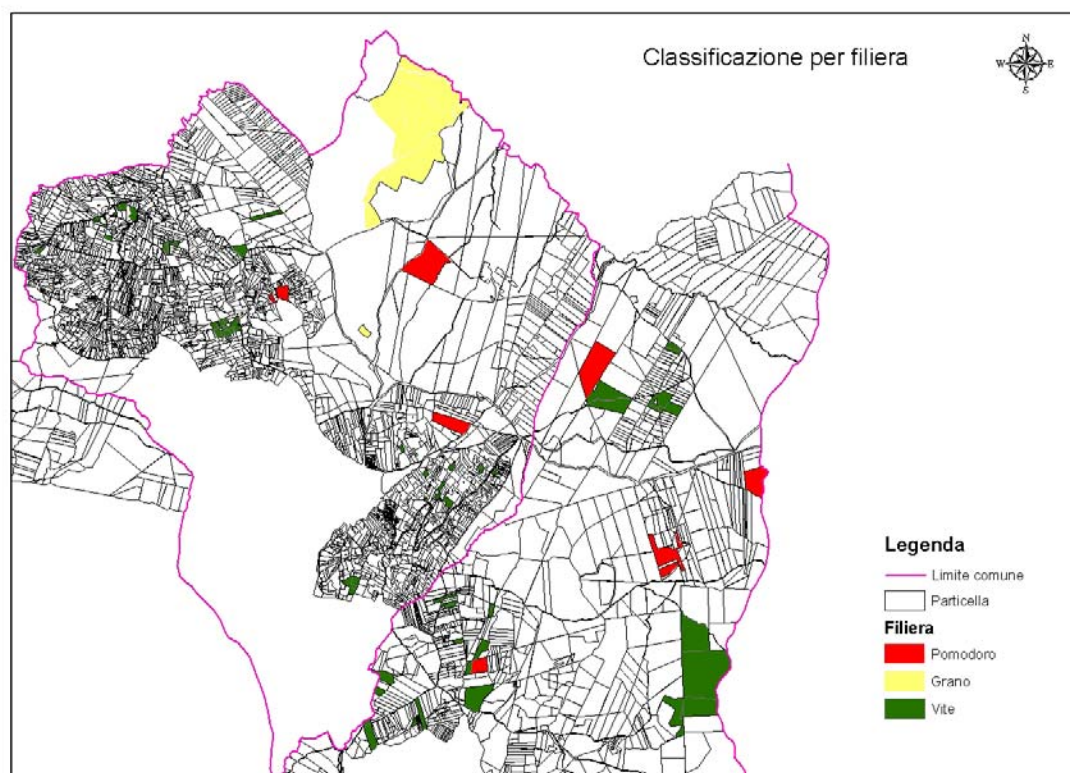 Classificazione per filiera
N
W E
S
Legenda
Limite comune
Particella
Filiera
Pomodoro
Grano
Vite